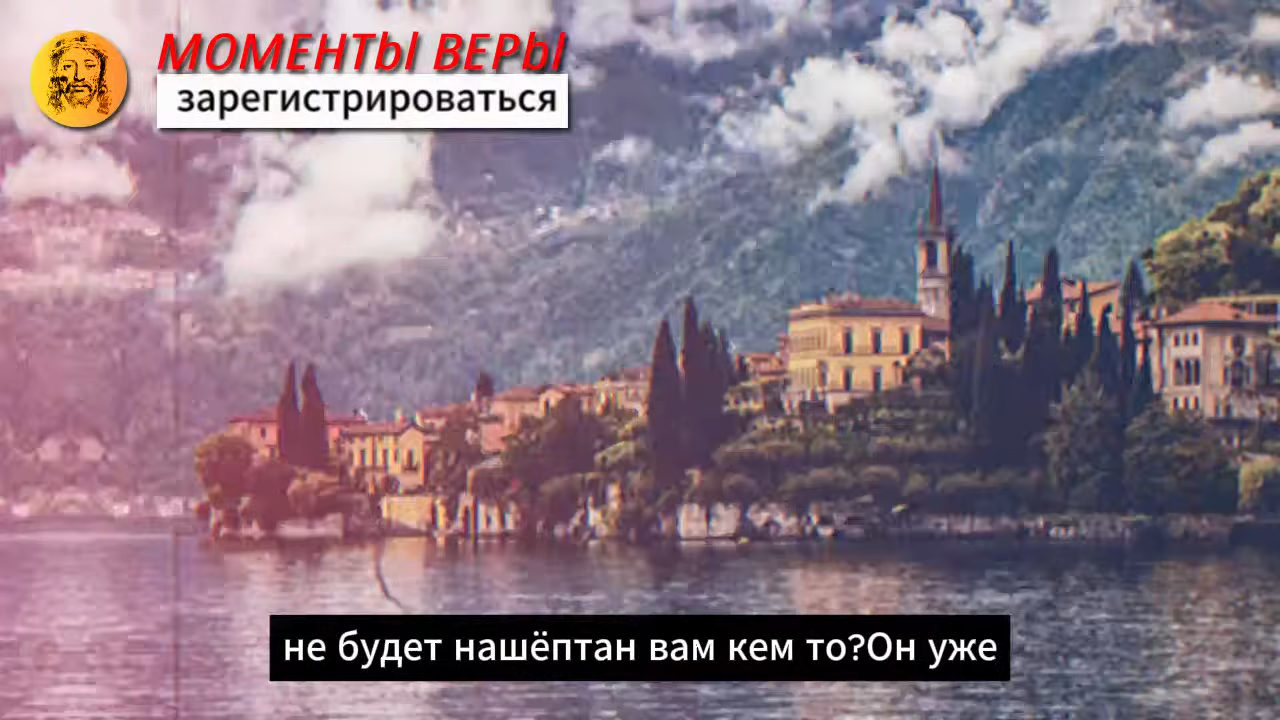 МОМЕНТЫ ВЕРЫ
зарегистрироваться
не будет нашёптан вам кем то?Он уже